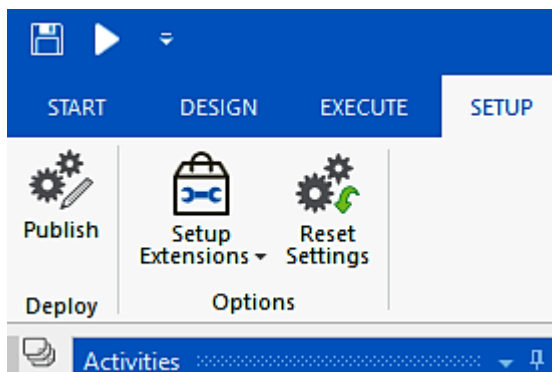 START DESIGN EXECUTE SETUP
Publish
Setup
Extensions
Reset
Settings
Deploy
Options
Activities